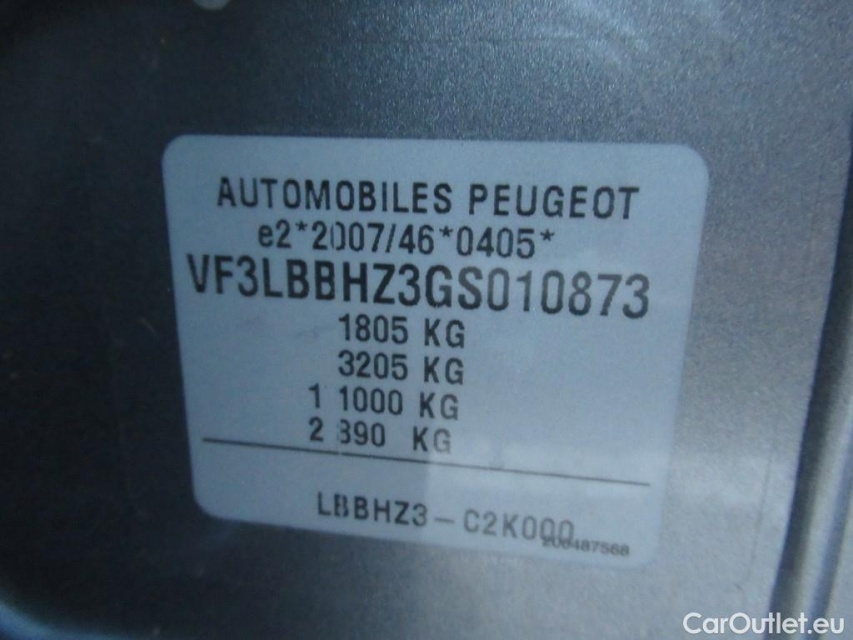 AUTOMOBILES PEUGEOT
e2*2007/46*0405*
VF3LBBHZ3GS010873
1805 KG
3205 KG
1 1000 KG
2 890 KG
LBBHZ3-C2K000
CarOutlet.eu